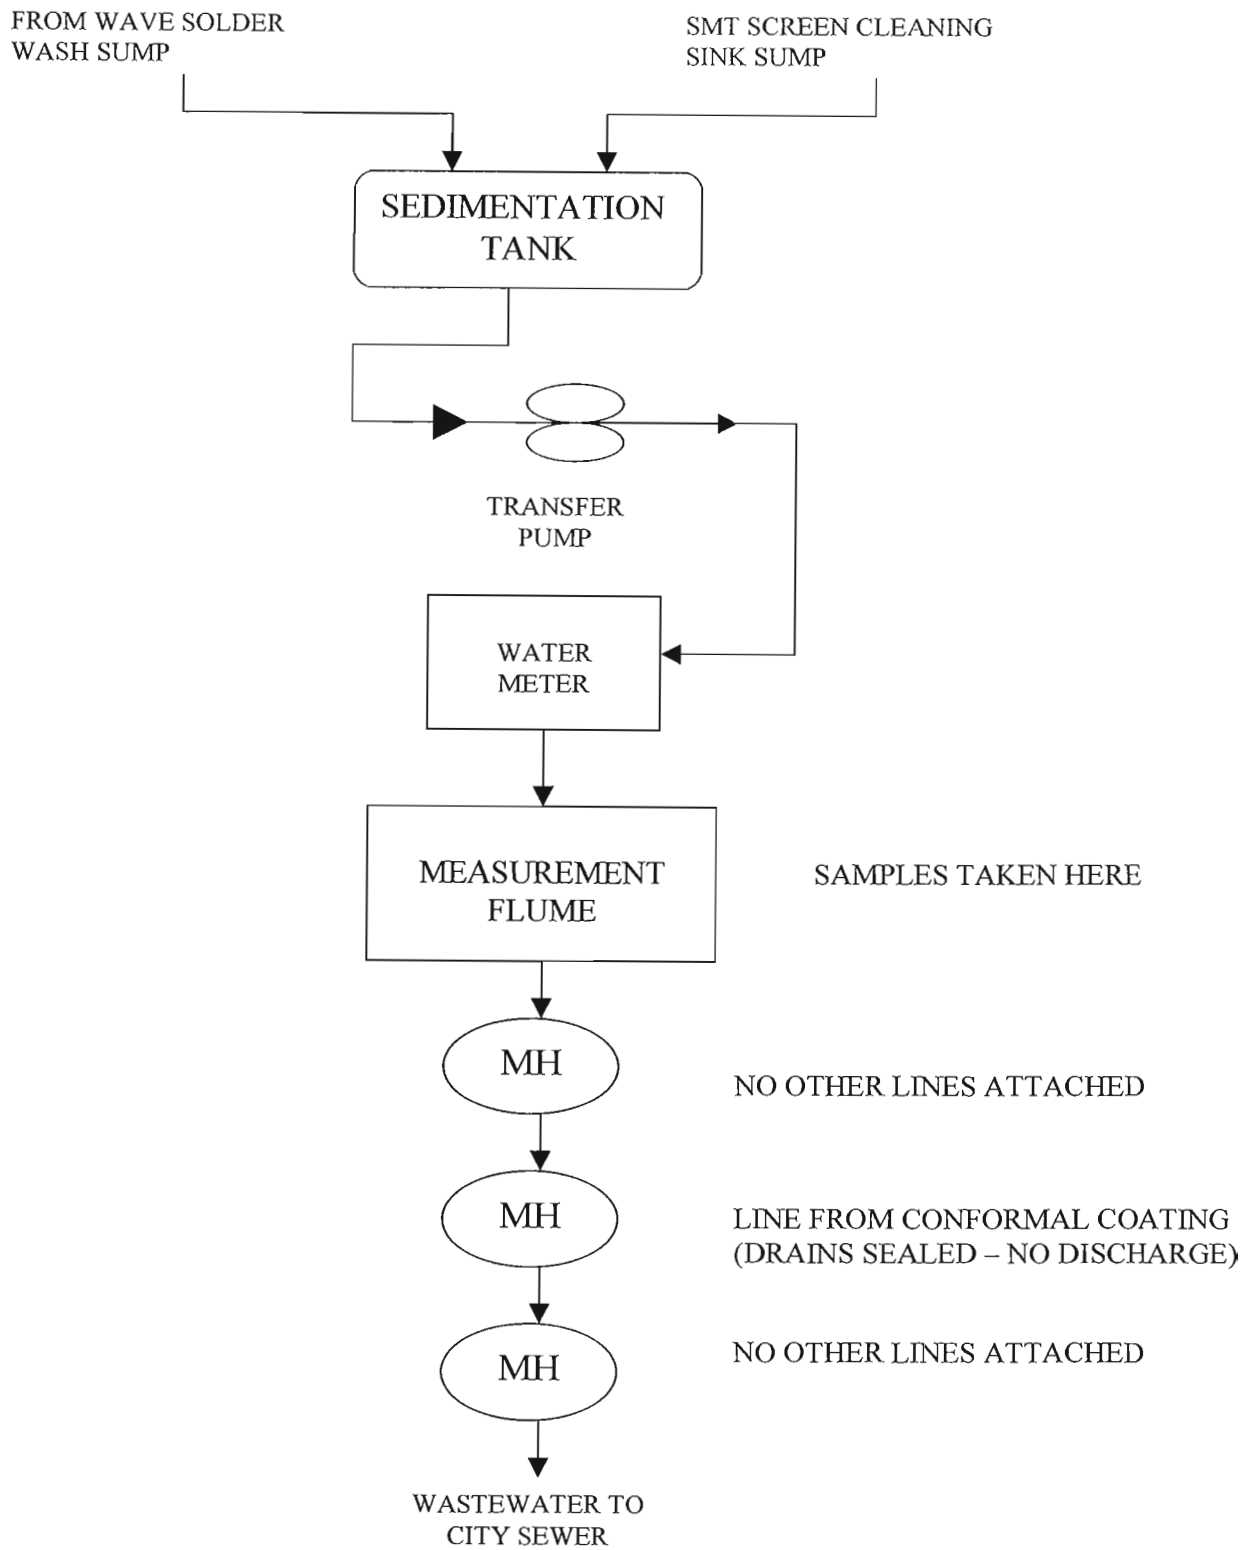 FROM WAVE SOLDER
WASH SUMP
SMT SCREEN CLEANING
SINK SUMP
SEDIMENTATION
TANK
TRANSFER
PUMP
WATER
METER
MEASUREMENT
FLUME
SAMPLES TAKEN HERE
MH
NO OTHER LINES ATTACHED
MH
LINE FROM CONFORMAL COATING
(DRAINS SEALED – NO DISCHARGE)
MH
NO OTHER LINES ATTACHED
WASTEWATER TO
CITY SEWER